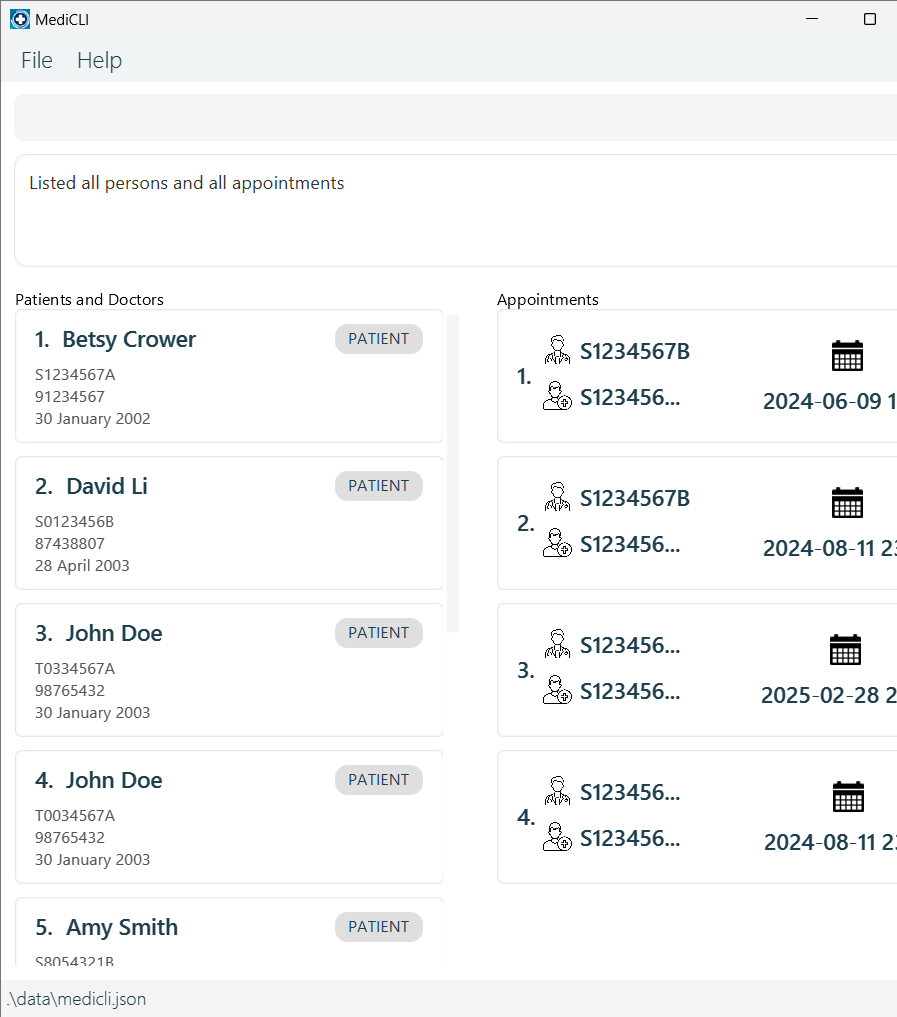 MediCLI
File Help
Listed all persons and all appointments
Patients and Doctors
1. Betsy Crower PATIENT
S1234567A
91234567
30 January 2002
2. David Li PATIENT
S0123456B
87438807
28 April 2003
3. John Doe PATIENT
T0334567A
98765432
30 January 2003
4. John Doe PATIENT
T0034567A
98765432
30 January 2003
5. Amy Smith PATIENT
S8054321B
Appointments
1.
S1234567B
S123456...
2024-06-09 1
2.
S1234567B
S123456...
2024-08-11 23
3.
S123456...
S123456...
2025-02-28 2
4.
S123456...
S123456...
2024-08-11 23
.\data\medicli.json